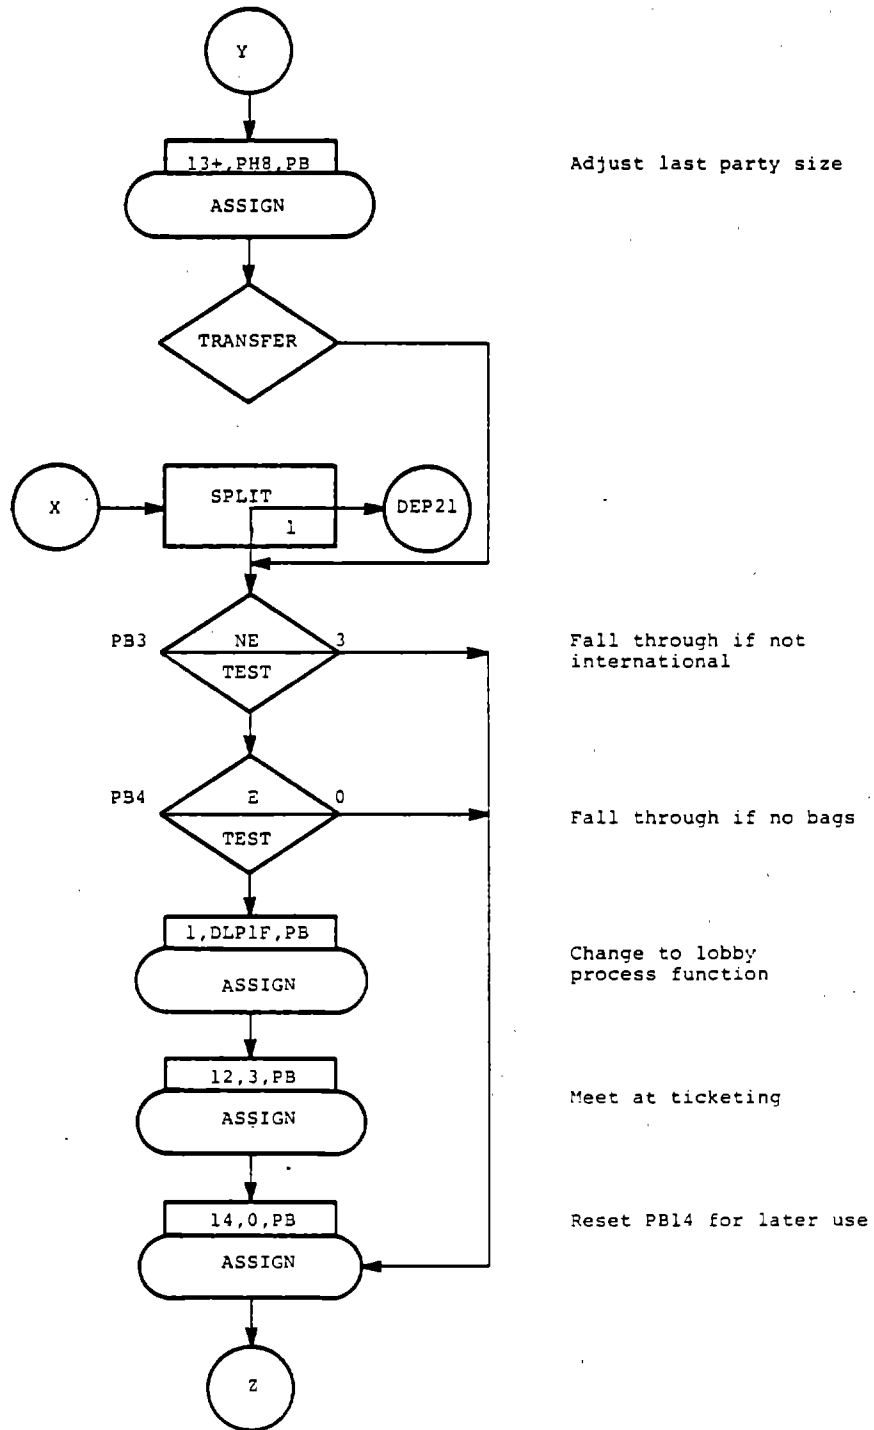 Y
13+,PH8,PB
Adjust last party size
ASSIGN
TRANSFER
X
SPLIT
1
DEP21
PB3
NE
3
TEST
Fall through if not
international
PB4
E
0
TEST
Fall through if no bags
1,DLP1F,PB
ASSIGN
Change to lobby
process function
12,3,PB
ASSIGN
Meet at ticketing
14,0,PB
ASSIGN
Reset PB14 for later use
Z